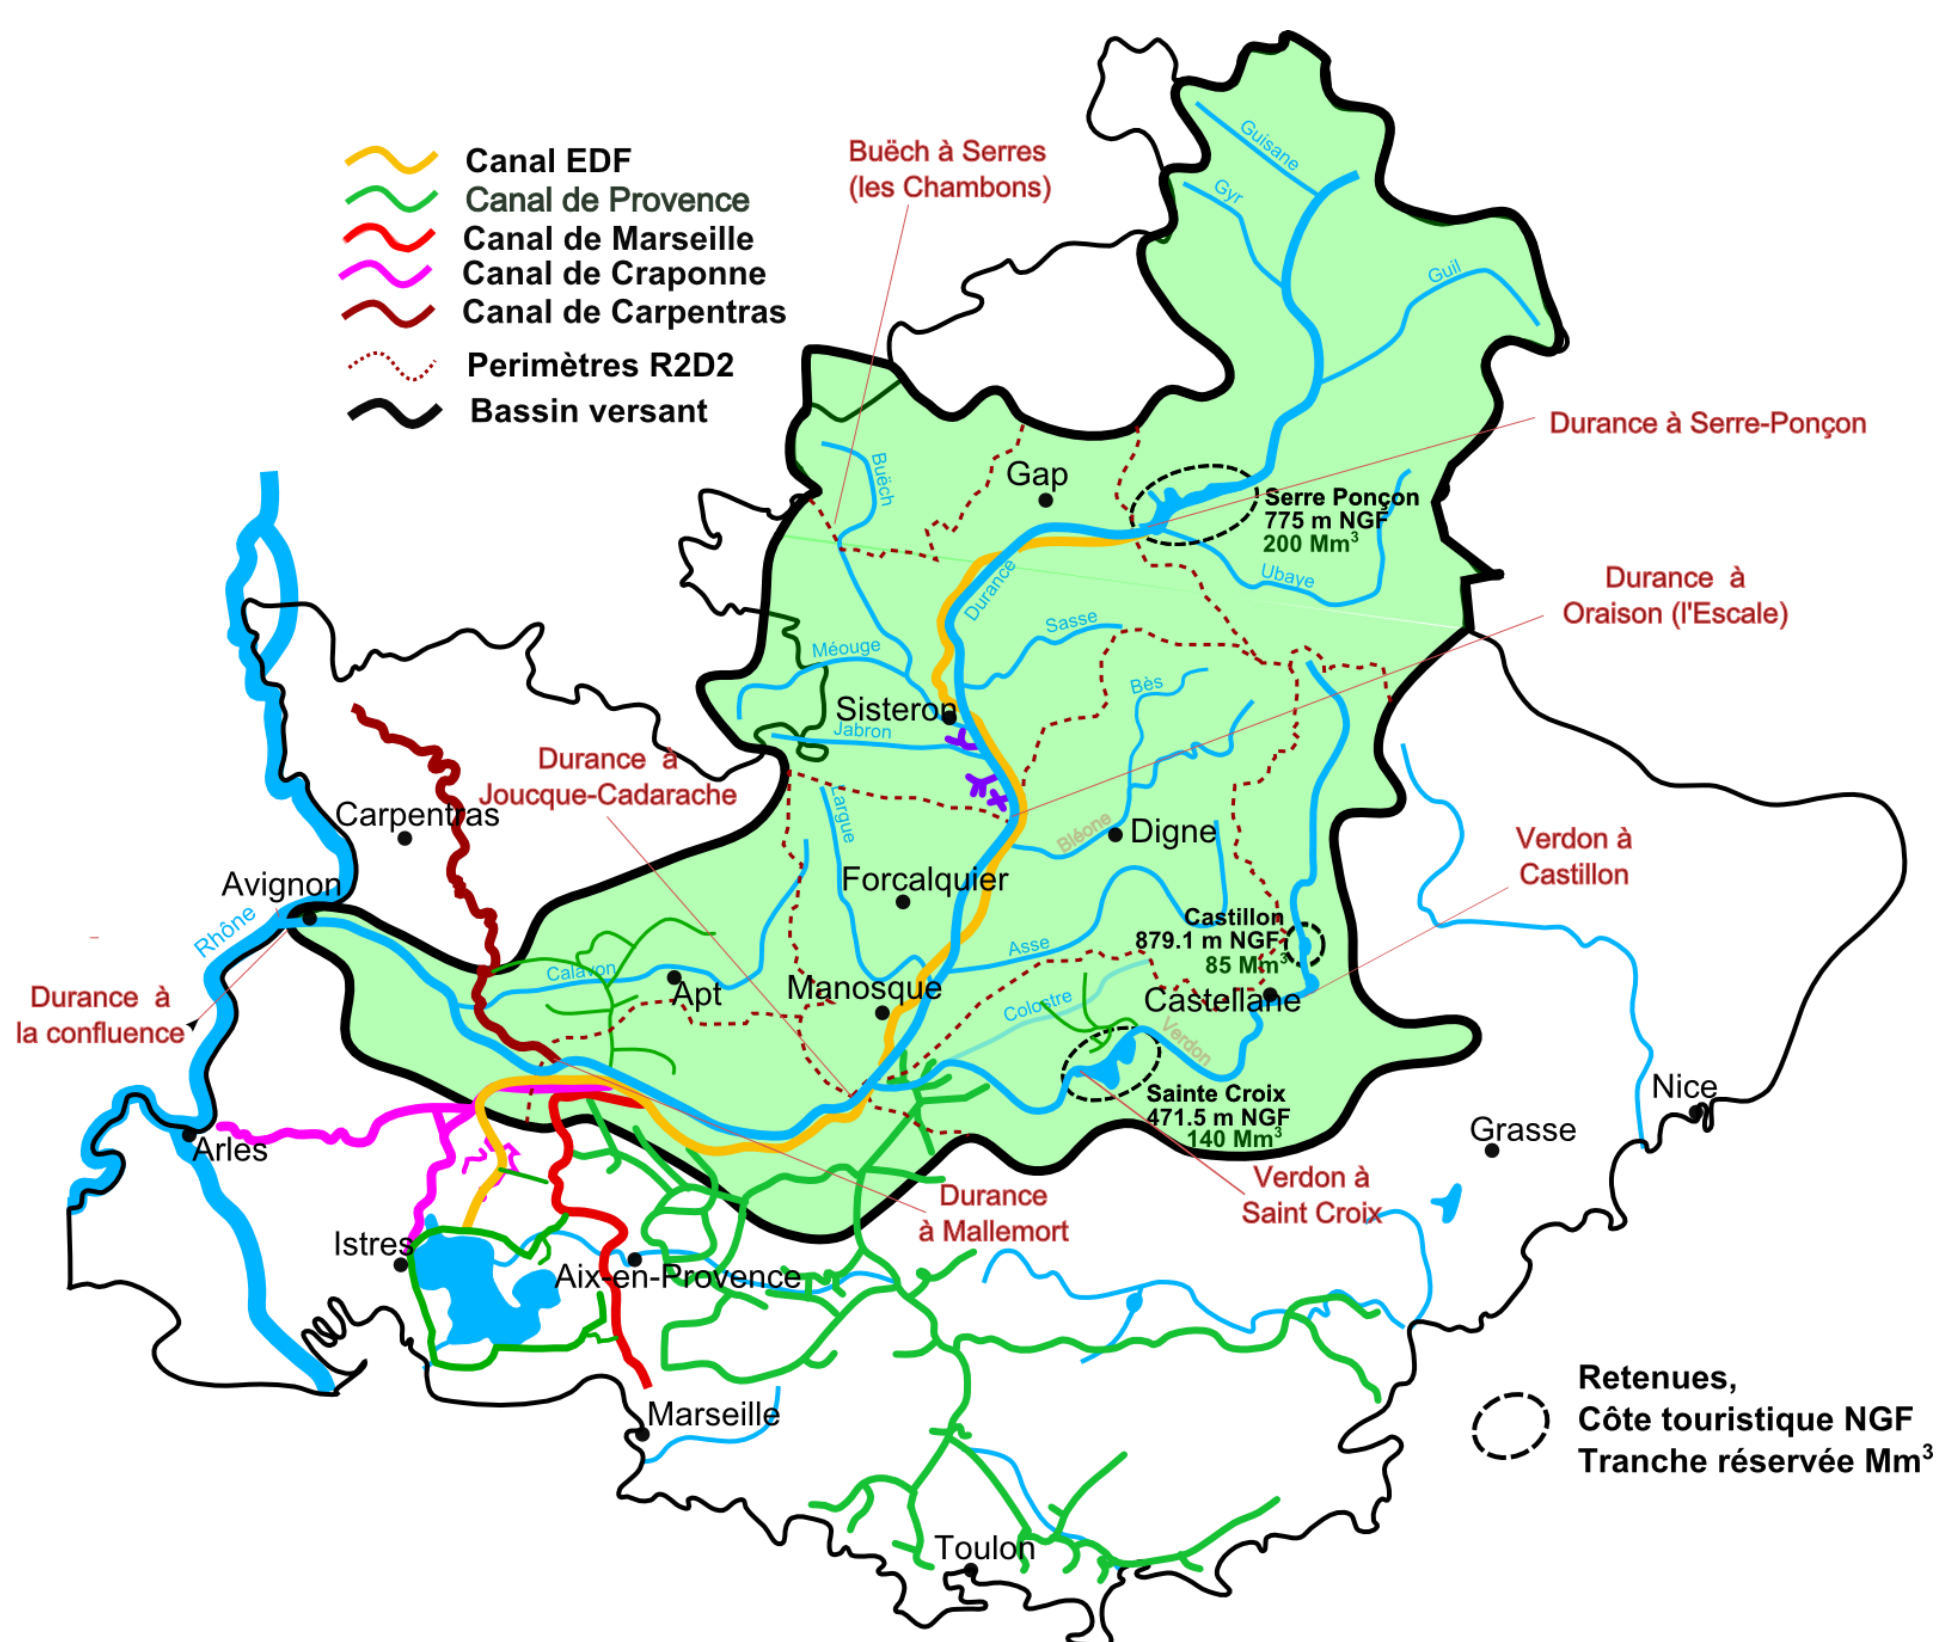 Canal EDF
Canal de Provence
Canal de Marseille
Canal de Craponne
Canal de Carpentras
Perimètres R2D2
Bassin versant
Buëch à Serres
(les Chambons)
Guisane
Gyr
Guil
Durance à Serre-Ponçon
Buëch
Gap
Serre Ponçon
775 m NGF
200 Mm³
Ubaye
Durance à
Oraison (l'Escale)
Durance
Sasse
Méouge
Bès
Sisteron
Jabron
Durance à
Joucque-Cadarache
Carpentras
Largue
Bléone
Digne
Verdon à
Castillon
Avignon
Forcalquier
Rhône
Castillon
879.1 m NGF
85 Mm³
Asse
Calavon
Apt
Manosque
Colostre
Castellane
Durance à
la confluence
Verdon
Sainte Croix
471.5 m NGF
140 Mm³
Nice
Grasse
Arles
Verdon à
Saint Croix
Durance
à Mallemort
Istres
Aix-en-Provence
Marseille
Toulon
Retenues,
Côte touristique NGF
Tranche réservée Mm³